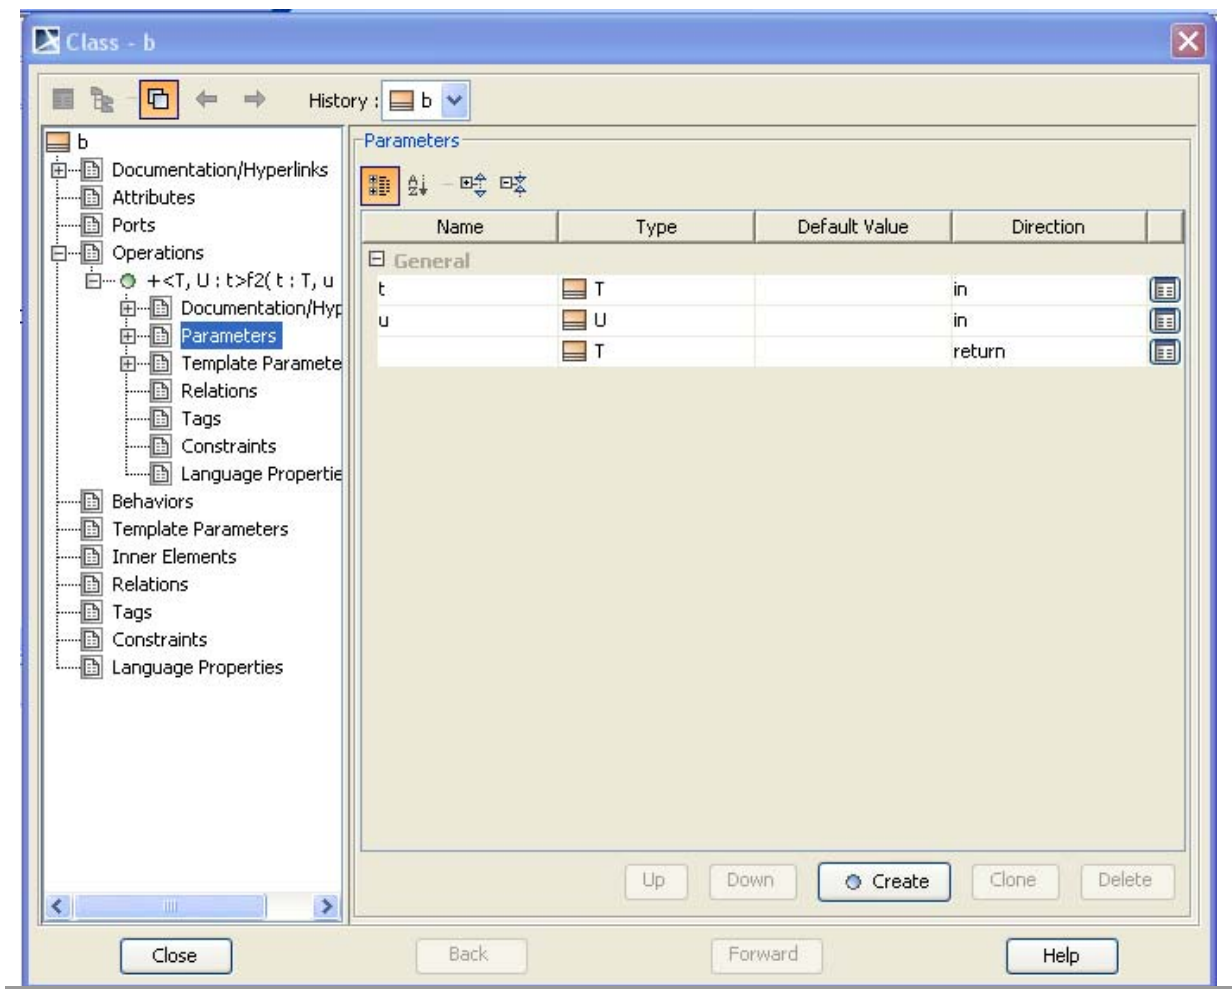 Class - b
History : b
b
Documentation/Hyperlinks
Attributes
Ports
Operations
+<T, U : t>f2( t : T, u
Documentation/Hyp
Parameters
Template Paramete
Relations
Tags
Constraints
Language Propertie
Behaviors
Template Parameters
Inner Elements
Relations
Tags
Constraints
Language Properties
Parameters
Name Type Default Value Direction
General
t T in
u U in
T return
Up Down Create Clone Delete
Close Back Forward Help